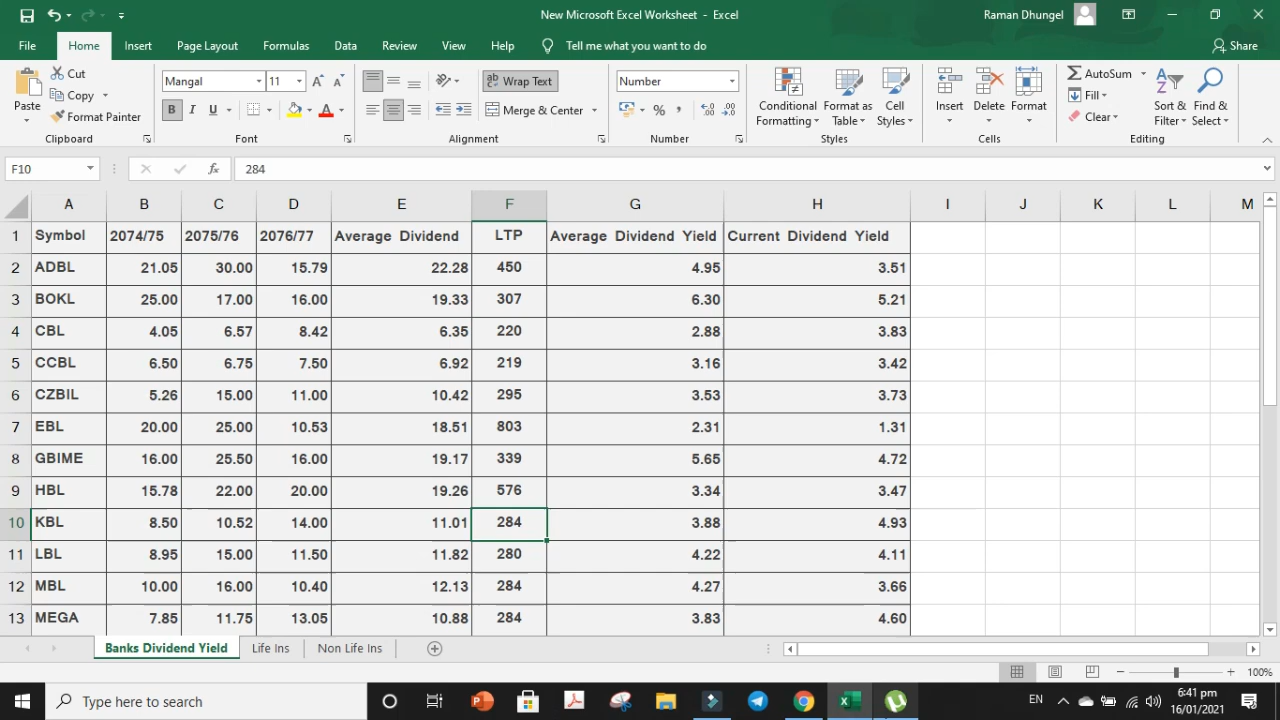 New Microsoft Excel Worksheet - Excel
Raman Dhungel
File Home Insert Page Layout Formulas Data Review View Help Tell me what you want to do Share
Paste
Cut
Copy
Format Painter
Clipboard
Mangal 11
B I U
Font
Wrap Text
Merge & Center
Alignment
Number
Number
Conditional Formatting
Format as Table
Cell Styles
Styles
Insert Delete Format
Cells
AutoSum
Fill
Clear
Sort & Filter
Find & Select
Editing
F10 fx 284
A B C D E F G H I J K L M
1 Symbol 2074/75 2075/76 2076/77 Average Dividend LTP Average Dividend Yield Current Dividend Yield
2 ADBL 21.05 30.00 15.79 22.28 450 4.95 3.51
3 BOKL 25.00 17.00 16.00 19.33 307 6.30 5.21
4 CBL 4.05 6.57 8.42 6.35 220 2.88 3.83
5 CCBL 6.50 6.75 7.50 6.92 219 3.16 3.42
6 CZBIL 5.26 15.00 11.00 10.42 295 3.53 3.73
7 EBL 20.00 25.00 10.53 18.51 803 2.31 1.31
8 GBIME 16.00 25.50 16.00 19.17 339 5.65 4.72
9 HBL 15.78 22.00 20.00 19.26 576 3.34 3.47
10 KBL 8.50 10.52 14.00 11.01 284 3.88 4.93
11 LBL 8.95 15.00 11.50 11.82 280 4.22 4.11
12 MBL 10.00 16.00 10.40 12.13 284 4.27 3.66
13 MEGA 7.85 11.75 13.05 10.88 284 3.83 4.60
Banks Dividend Yield Life Ins Non Life Ins
100%
Type here to search
EN
6:41 pm
16/01/2021